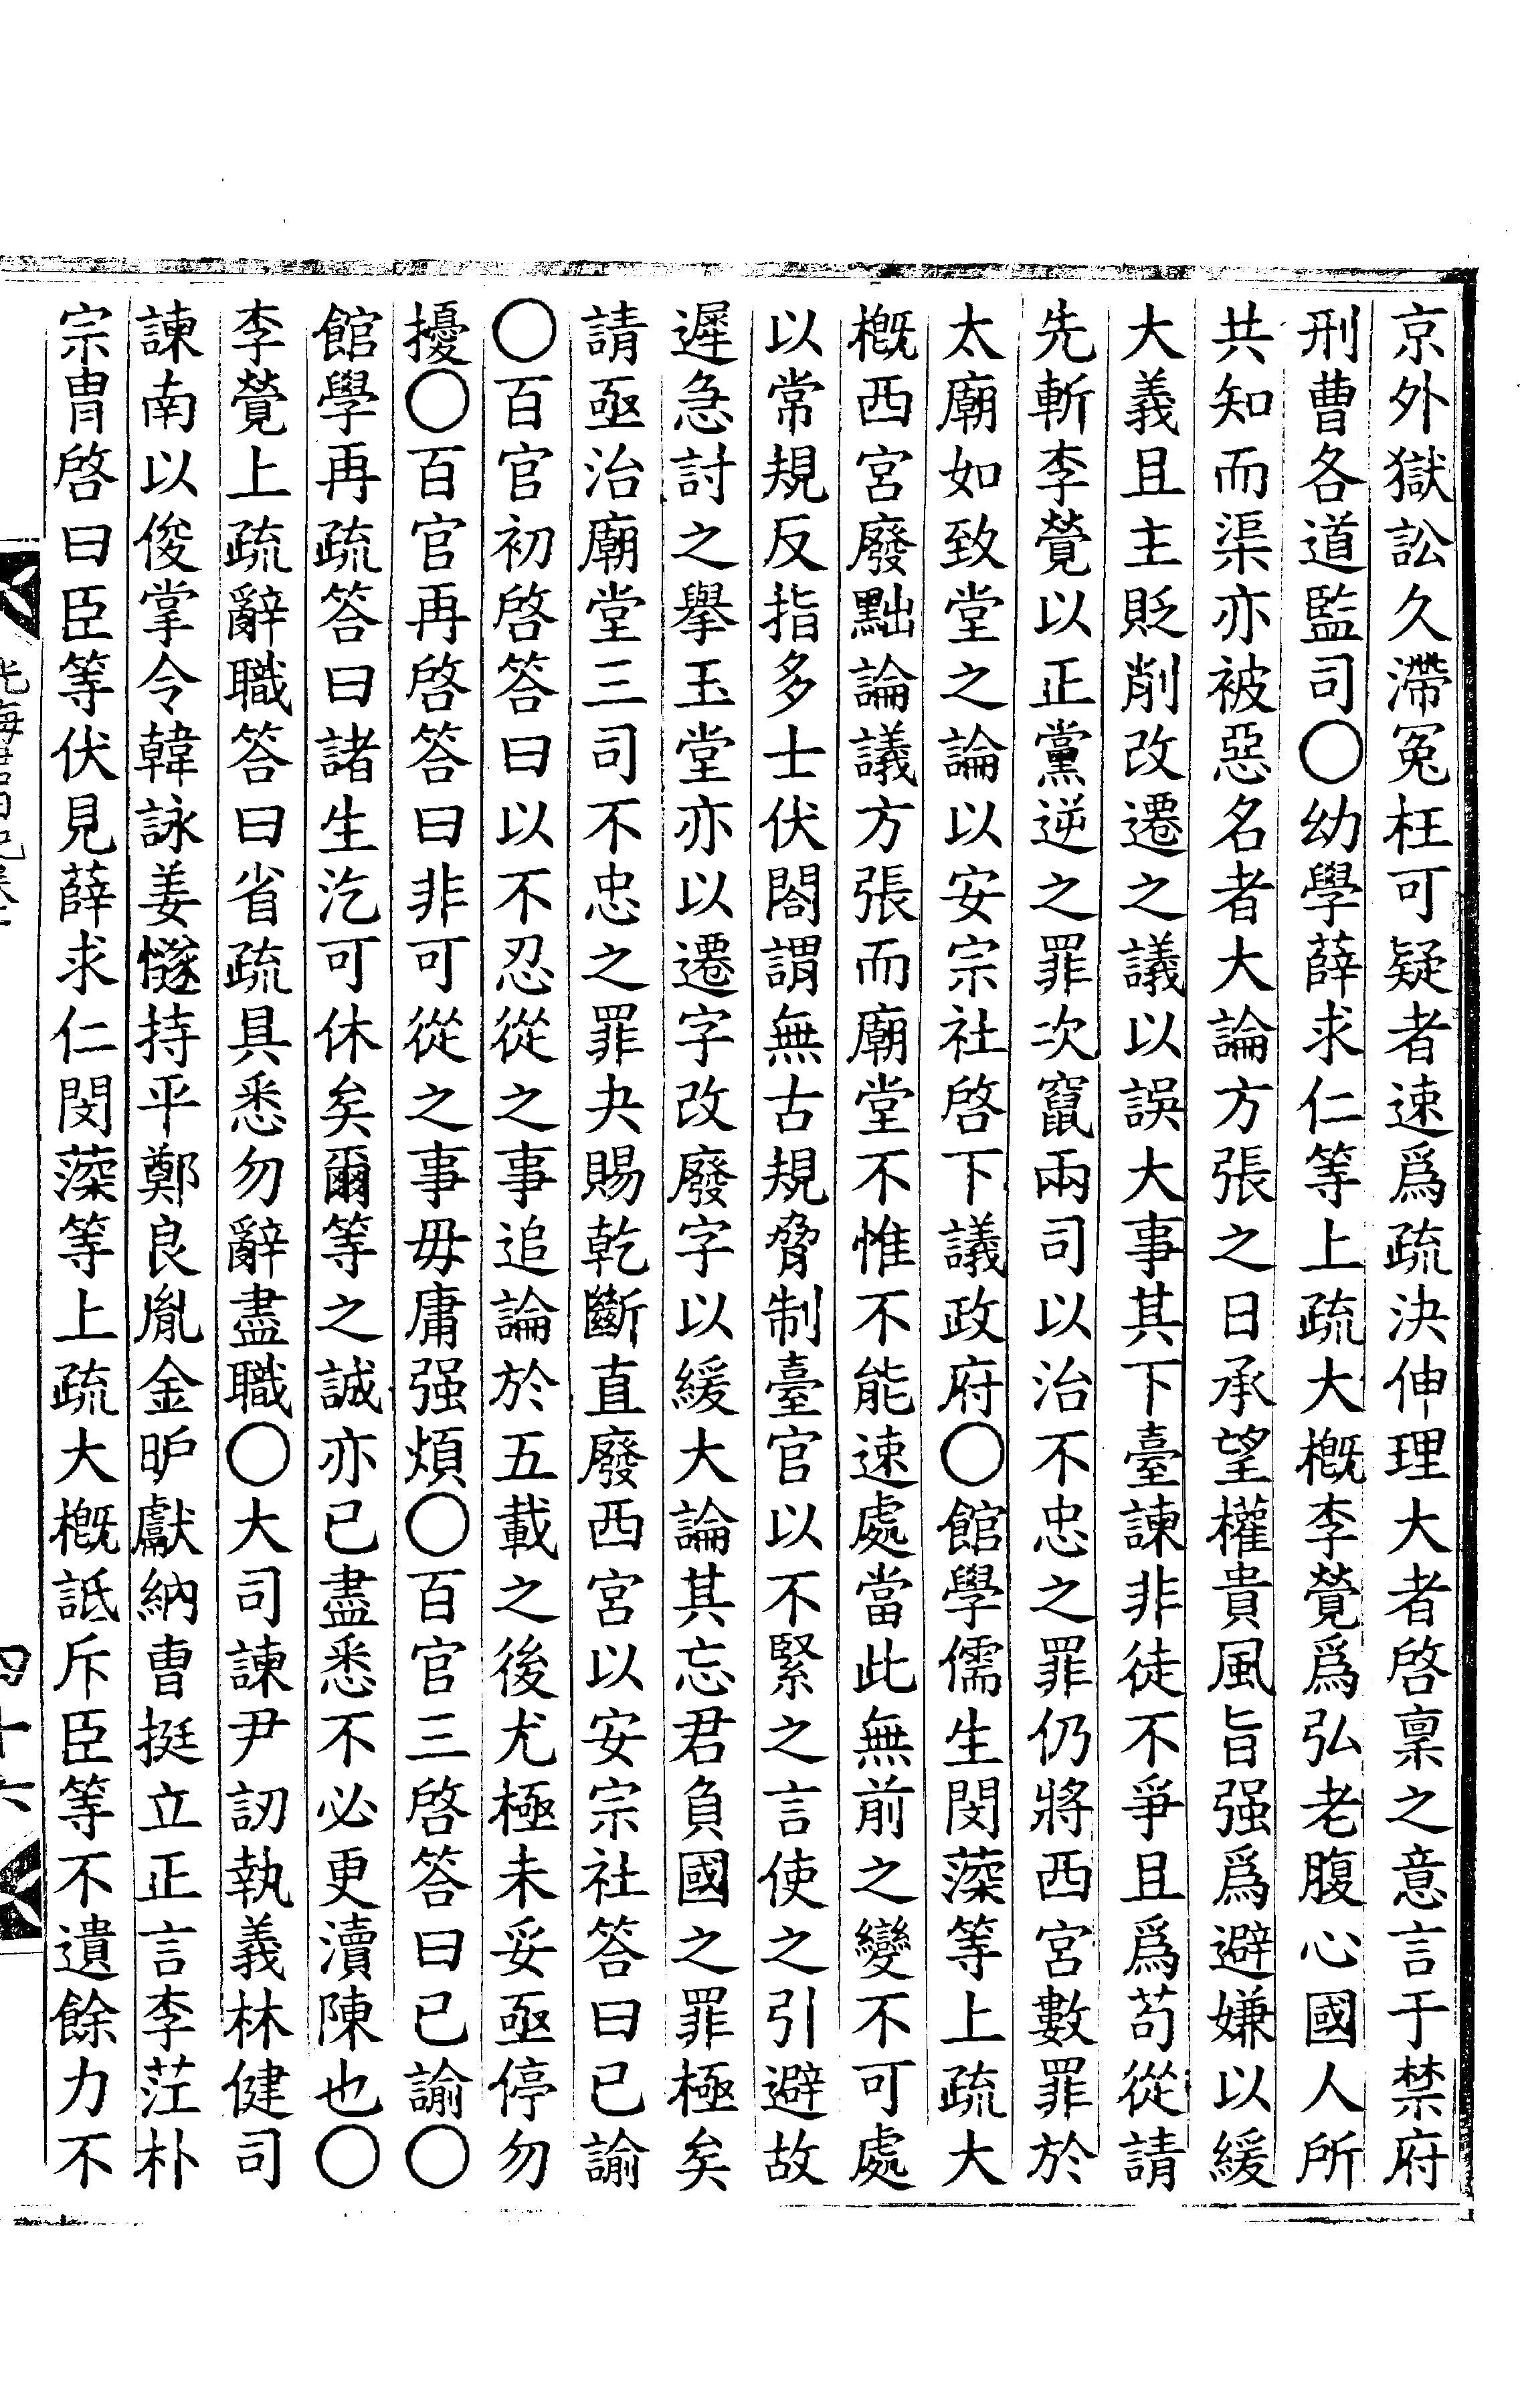 京外獄訟久滯冤枉可疑者速爲疏決伸理大者啓稟之意言于禁府
刑曹各道監司〇幼學薛求仁等上疏大槪李覮爲弘老腹心國人所
共知而渠亦被惡名者大論方張之日承望權貴風旨强爲避嫌以緩
大義且主貶削改遷之議以誤大事其下臺諫非徒不爭且爲苟從請
先斬李覮以正黨逆之罪次竄兩司以治不忠之罪仍將西宮數罪於
太廟如致堂之論以安宗社啓下議政府〇館學儒生閔藻等上疏大
槪西宮廢黜論議方張而廟堂不惟不能速處當此無前之變不可處
以常規反指多士伏閤謂無古規脅制臺官以不緊之言使之引避故
遲急討之擧玉堂亦以遷字改廢字以緩大論其忘君負國之罪極矣
請亟治廟堂三司不忠之罪夬賜乾斷直廢西宮以安宗社答曰已諭
〇百官初啓答曰以不忍從之事追論於五載之後尤極未妥亟停勿
擾〇百官再啓答曰非可從之事毋庸强煩〇百官三啓答曰已諭〇
館學再疏答曰諸生汔可休矣爾等之誠亦已盡悉不必更瀆陳也〇
李覮上疏辭職答曰省疏具悉勿辭盡職〇大司諫尹訒執義林健司
諫南以俊掌令韓詠姜𢢝持平鄭良胤金昈獻納曹挺立正言李茳朴
宗胄啓曰臣等伏見薛求仁閔藻等上疏大槪詆斥臣等不遺餘力不
四十六